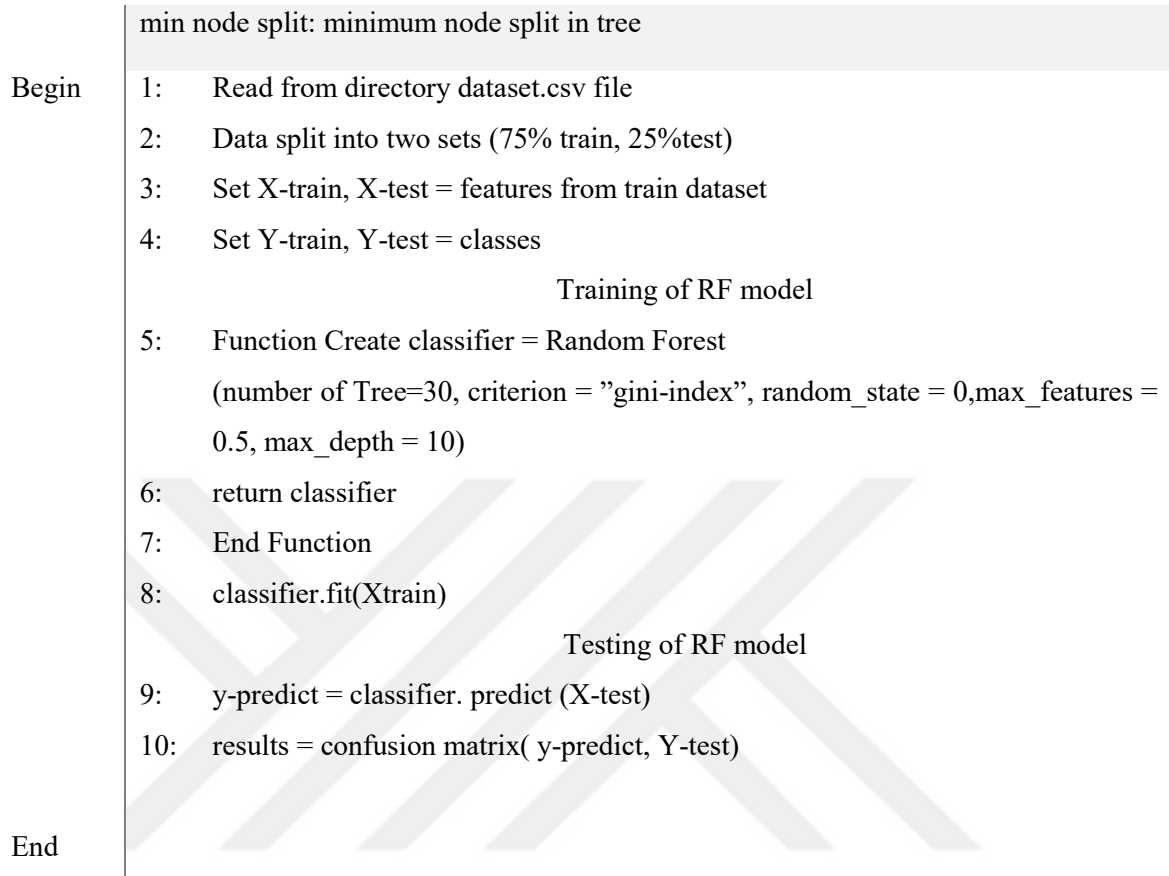 min node split: minimum node split in tree
Begin 1: Read from directory dataset.csv file
2: Data split into two sets (75% train, 25%test)
3: Set X-train, X-test = features from train dataset
4: Set Y-train, Y-test = classes
Training of RF model
5: Function Create classifier = Random Forest
(number of Tree=30, criterion = ”gini-index”, random_state = 0,max_features =
0.5, max_depth = 10)
6: return classifier
7: End Function
8: classifier.fit(Xtrain)
Testing of RF model
9: y-predict = classifier. predict (X-test)
10: results = confusion matrix( y-predict, Y-test)
End